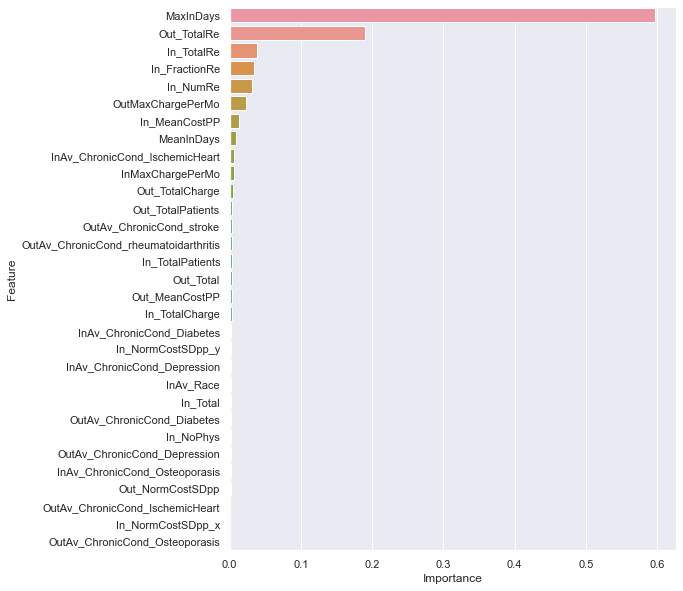 MaxInDays
Out_TotalRe
In_TotalRe
In_FractionRe
In_NumRe
OutMaxChargePerMo
In_MeanCostPP
MeanInDays
InAv_ChronicCond_IschemicHeart
InMaxChargePerMo
Out_TotalCharge
Out_TotalPatients
OutAv_ChronicCond_stroke
OutAv_ChronicCond_rheumatoidarthritis
In_TotalPatients
Out_Total
Out_MeanCostPP
In_TotalCharge
InAv_ChronicCond_Diabetes
In_NormCostSDpp_y
InAv_ChronicCond_Depression
InAv_Race
In_Total
OutAv_ChronicCond_Diabetes
In_NoPhys
OutAv_ChronicCond_Depression
InAv_ChronicCond_Osteoporasis
Out_NormCostSDpp
OutAv_ChronicCond_IschemicHeart
In_NormCostSDpp_x
OutAv_ChronicCond_Osteoporasis
Feature
0.0 0.1 0.2 0.3 0.4 0.5 0.6
Importance